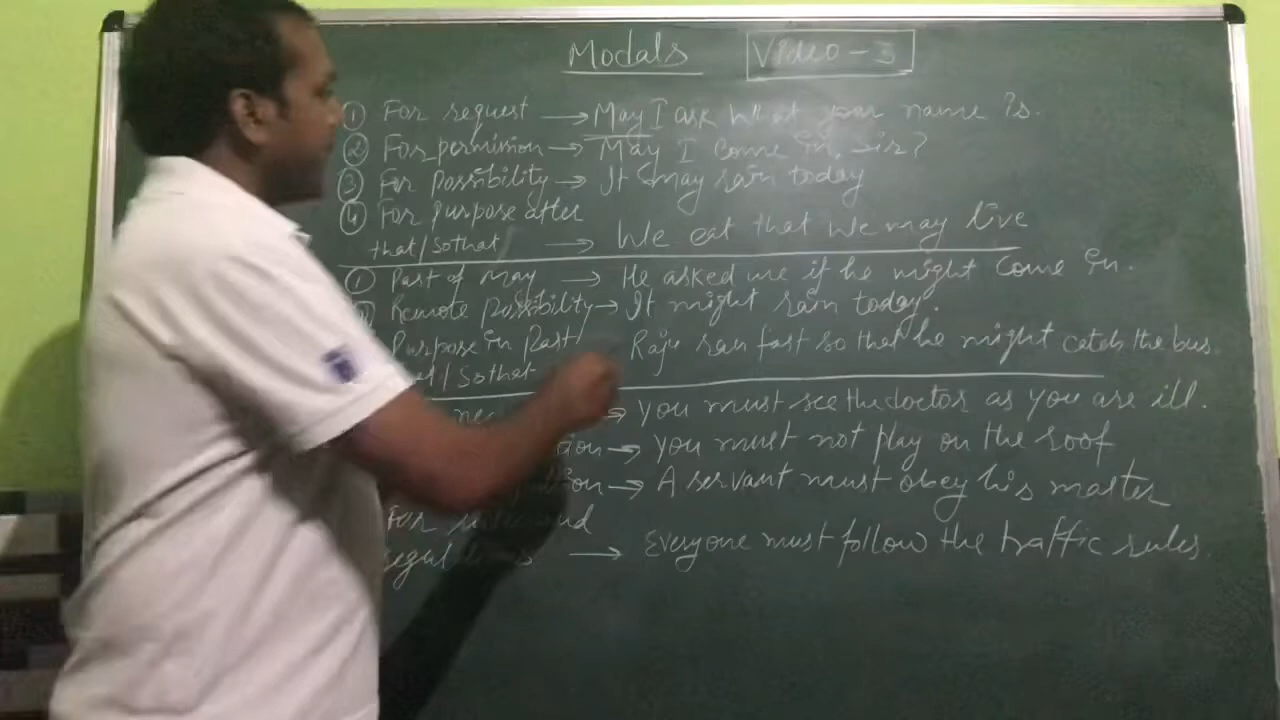 Modals Video - 3
① For request → May I ask what your name is.
② For permission → May I come in, sir?
③ For possibility → It may rain today
④ For purpose after
that/so that → We eat that we may live
① Past of may → He asked me if he might come in.
Remote possibility → It might rain today.
Purpose in past/ Raju ran fast so that he might catch the bus.
/ so that
→ You must see the doctor as you are ill.
→ You must not play on the roof
→ A servant must obey his master
For
→ Everyone must follow the traffic rules.